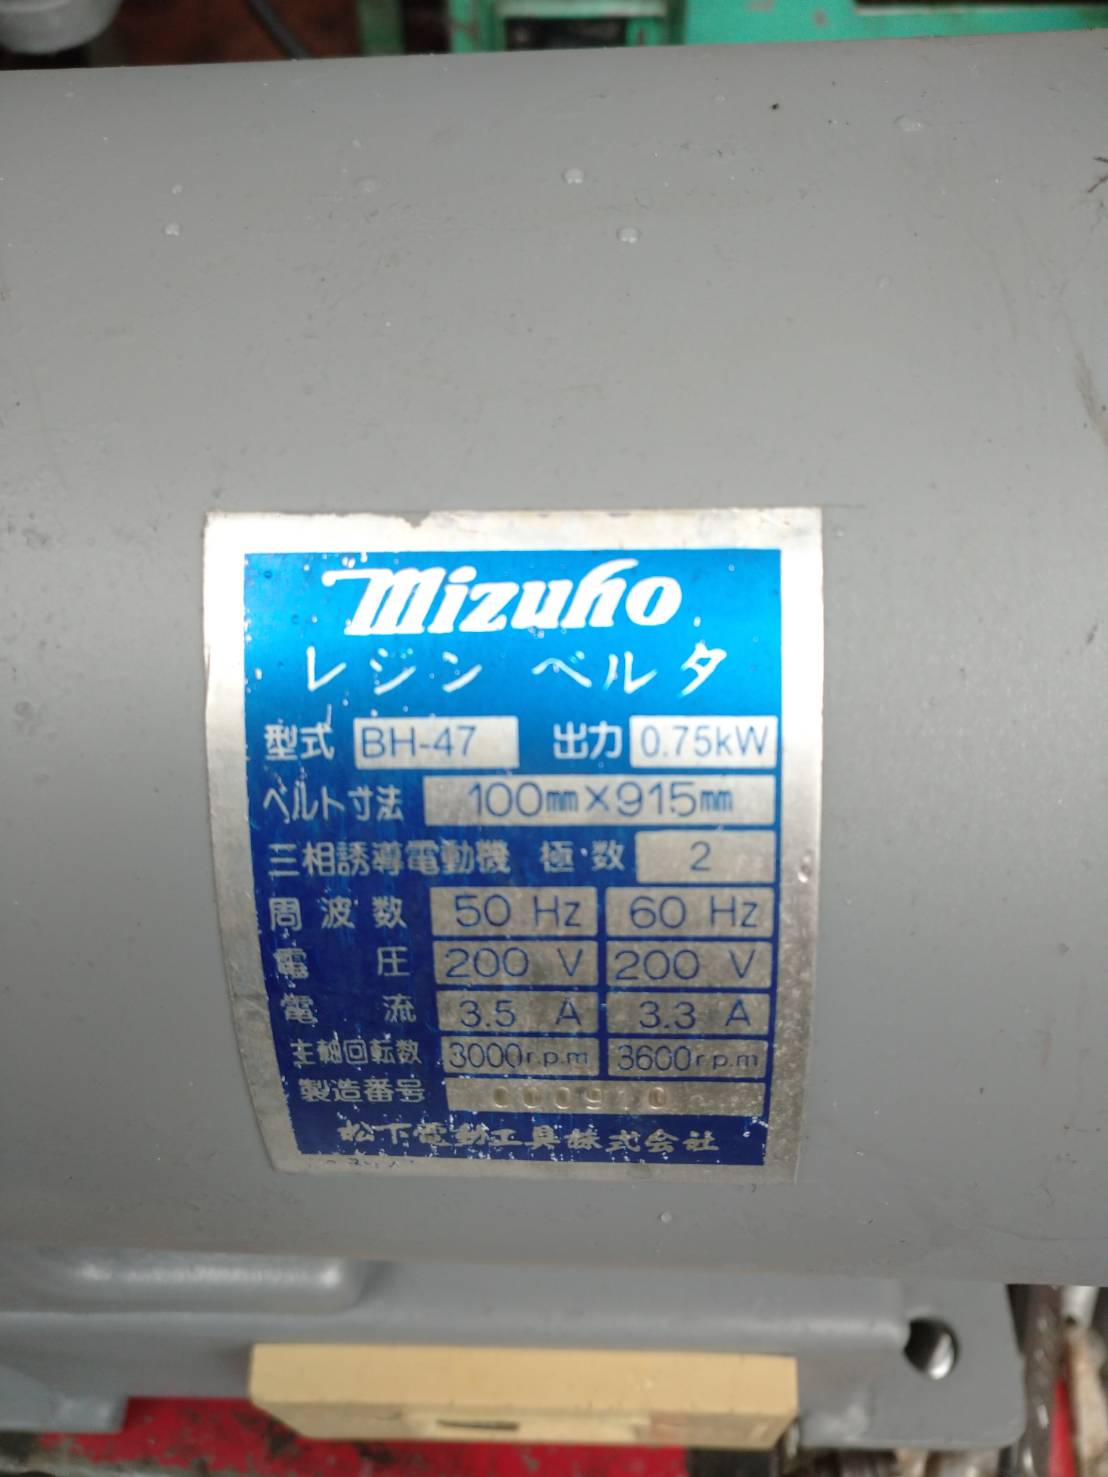 Mizuho
レジン ベルタ
型式 BH-47 出力 0.75kW
ベルト寸法 100mm×915mm
三相誘導電動機 極・数 2
周波数 50 Hz 60 Hz
電圧 200 V 200 V
電流 3.5 A 3.3 A
主軸回転数 3000r.p.m 3600r.p.m
製造番号
松下電動工具株式会社